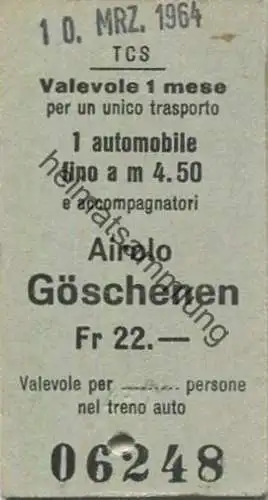 10. MRZ. 1964
TCS
Valevole 1 mese
per un unico trasporto
1 automobile
fino a m 4.50
e accompagnatori
Airolo
Göschenen
Fr 22.—
Valevole per persone
nel treno auto
06248
heimatsammlung